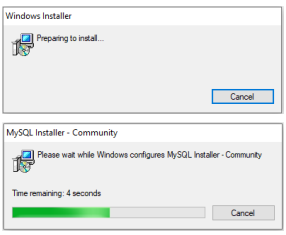 Windows Installer
Preparing to install...
Cancel
MySQL Installer - Community
Please wait while Windows configures MySQL Installer - Community
Time remaining: 4 seconds
Cancel